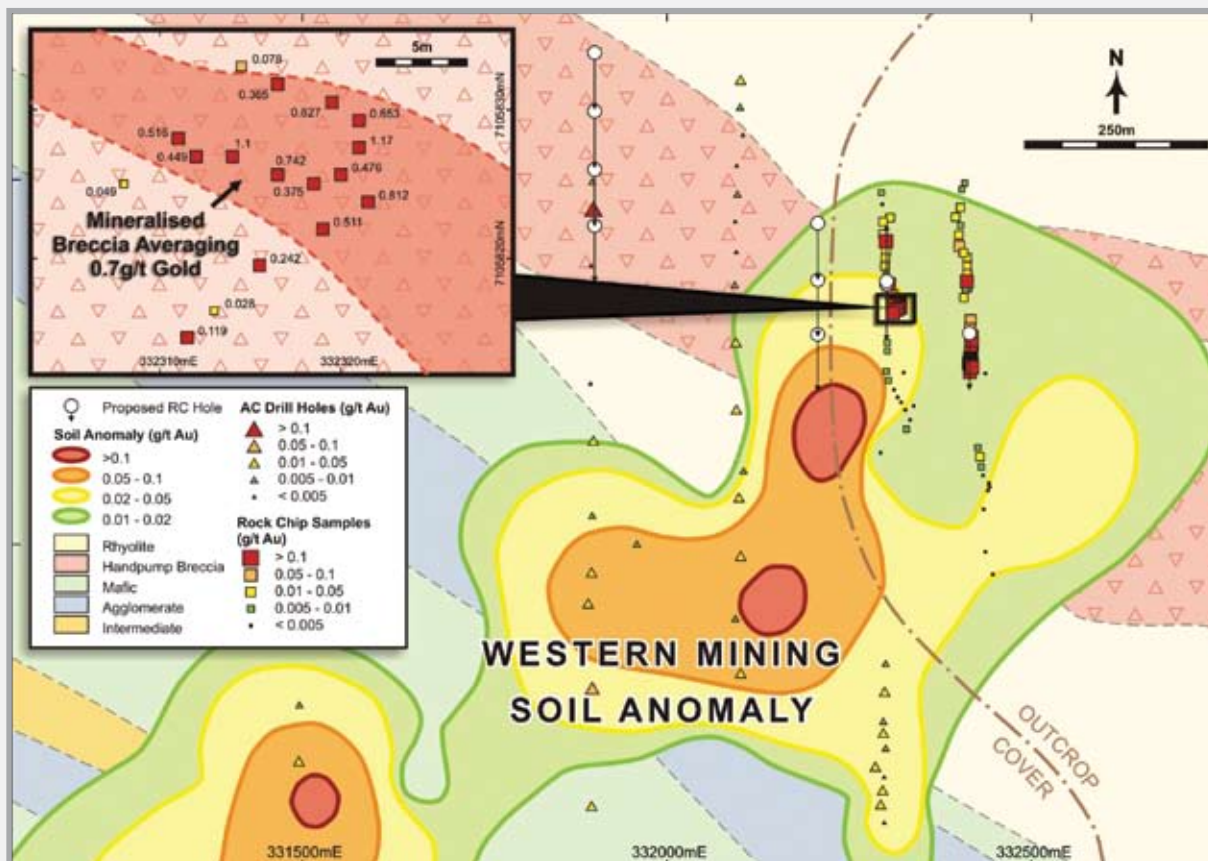 5m
N
250m
0.079
0.365
0.827
0.653
0.516
0.449
1.1
1.17
0.742
0.476
0.375
0.049
0.812
0.511
Mineralised
Breccia Averaging
0.7g/t Gold
0.242
0.028
0.119
332310mE
332320mE
7105830mN
7105820mN
Proposed RC Hole
Soil Anomaly (g/t Au)
>0.1
0.05 - 0.1
0.02 - 0.05
0.01 - 0.02
Rhyolite
Handpump Breccia
Mafic
Agglomerate
Intermediate
AC Drill Holes (g/t Au)
> 0.1
0.05 - 0.1
0.01 - 0.05
0.005 - 0.01
< 0.005
Rock Chip Samples
(g/t Au)
> 0.1
0.05 - 0.1
0.01 - 0.05
0.005 - 0.01
< 0.005
WESTERN MINING
SOIL ANOMALY
OUTCROP
COVER
331500mE
332000mE
332500mE